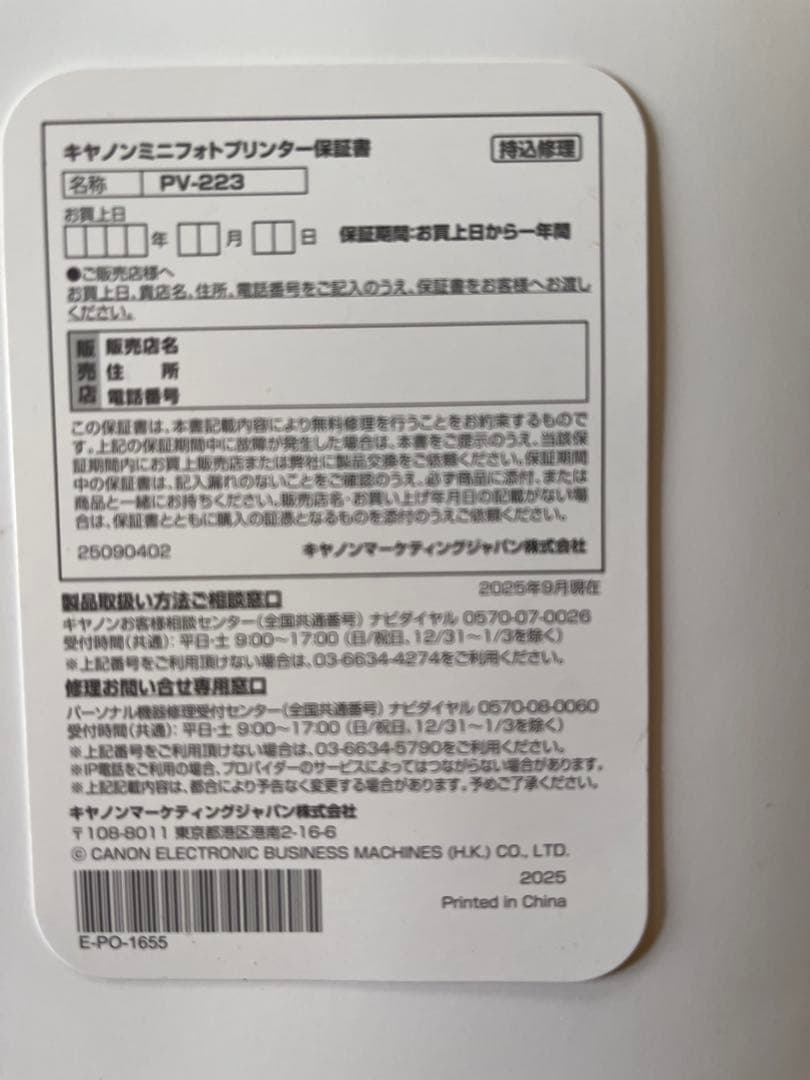 キヤノンミニフォトプリンター保証書 持込修理
名称 PV-223
お買上日
年 月 日 保証期間:お買上日から一年間
●ご販売店様へ
お買上日、貴店名、住所、電話番号をご記入のうえ、保証書をお客様へお渡し
ください。
販売店 販売店名
住 所
電話番号
この保証書は、本書記載内容により無料修理を行うことをお約束するもので
す。上記の保証期間中に故障が発生した場合は、本書をご提示のうえ、当該保
証期間内にお買上販売店または弊社に製品交換をご依頼ください。保証期間
中の保証書は、記入漏れのないことをご確認のうえ、必ず商品に添付、または
商品と一緒にお持ちください。販売店名・お買い上げ年月日の記載がない場
合は、保証書とともに購入の証憑となるものを添付のうえご依頼ください。
25090402 キヤノンマーケティングジャパン株式会社
2025年9月現在
製品取扱い方法ご相談窓口
キヤノンお客様相談センター(全国共通番号) ナビダイヤル 0570-07-0026
受付時間(共通): 平日・土 9:00～17:00 (日/祝日、12/31～1/3を除く)
※上記番号をご利用頂けない場合は、03-6634-4274をご利用ください。
修理お問い合せ専用窓口
パーソナル機器修理受付センター(全国共通番号) ナビダイヤル 0570-08-0060
受付時間(共通): 平日・土 9:00～17:00 (日/祝日、12/31～1/3を除く)
※上記番号をご利用頂けない場合は、03-6634-5790をご利用ください。
※IP電話をご利用の場合、プロバイダーのサービスによってはつながらない場合があります。
※上記記載内容は、都合により予告なく変更する場合があります。予めご了承ください。
キヤノンマーケティングジャパン株式会社
〒108-8011 東京都港区港南2-16-6
© CANON ELECTRONIC BUSINESS MACHINES (H.K.) CO., LTD.
2025
Printed in China
E-PO-1655